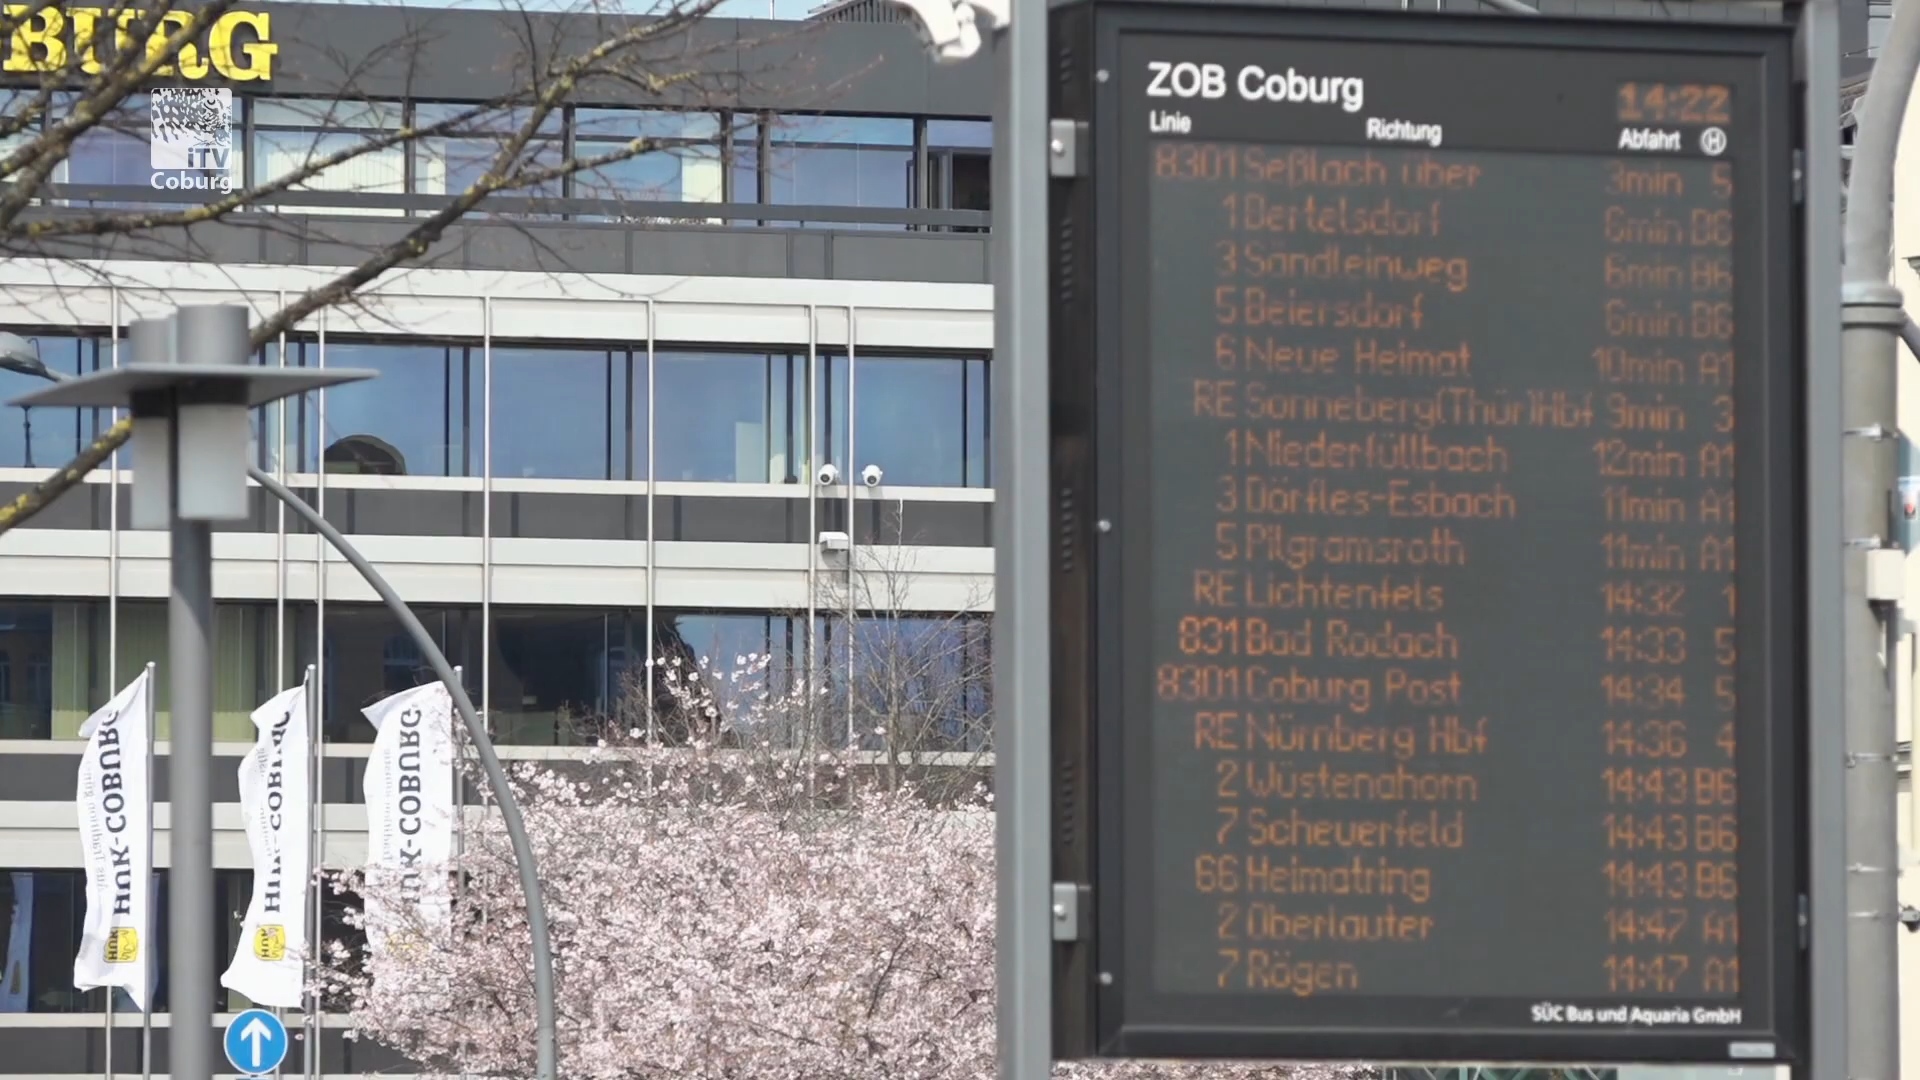 BURG
iTV
Coburg
HUK-COBURG
HUK
HUK-COBURG
HUK
HUK-COBURG
ZOB Coburg 14:22
Linie Richtung Abfahrt H
8301 Seßlach über 3min 5
1 Bertelsdorf 6min B6
3 Sändleinweg 6min B6
5 Beiersdorf 6min B6
6 Neue Heimat 10min A1
RE Sonneberg(Thür)Hbf 9min 3
1 Niederfüllbach 12min A1
3 Dörfles-Esbach 11min A1
5 Pilgramsroth 11min A1
RE Lichtenfels 14:32 1
831 Bad Rodach 14:33 5
8301 Coburg Post 14:34 5
RE Nürnberg Hbf 14:36 4
2 Wüstenahorn 14:43 B6
7 Scheuerfeld 14:43 B6
66 Heimatring 14:43 B6
2 Oberlauter 14:47 A1
7 Rögen 14:47 A1
SÜC Bus und Aquaria GmbH